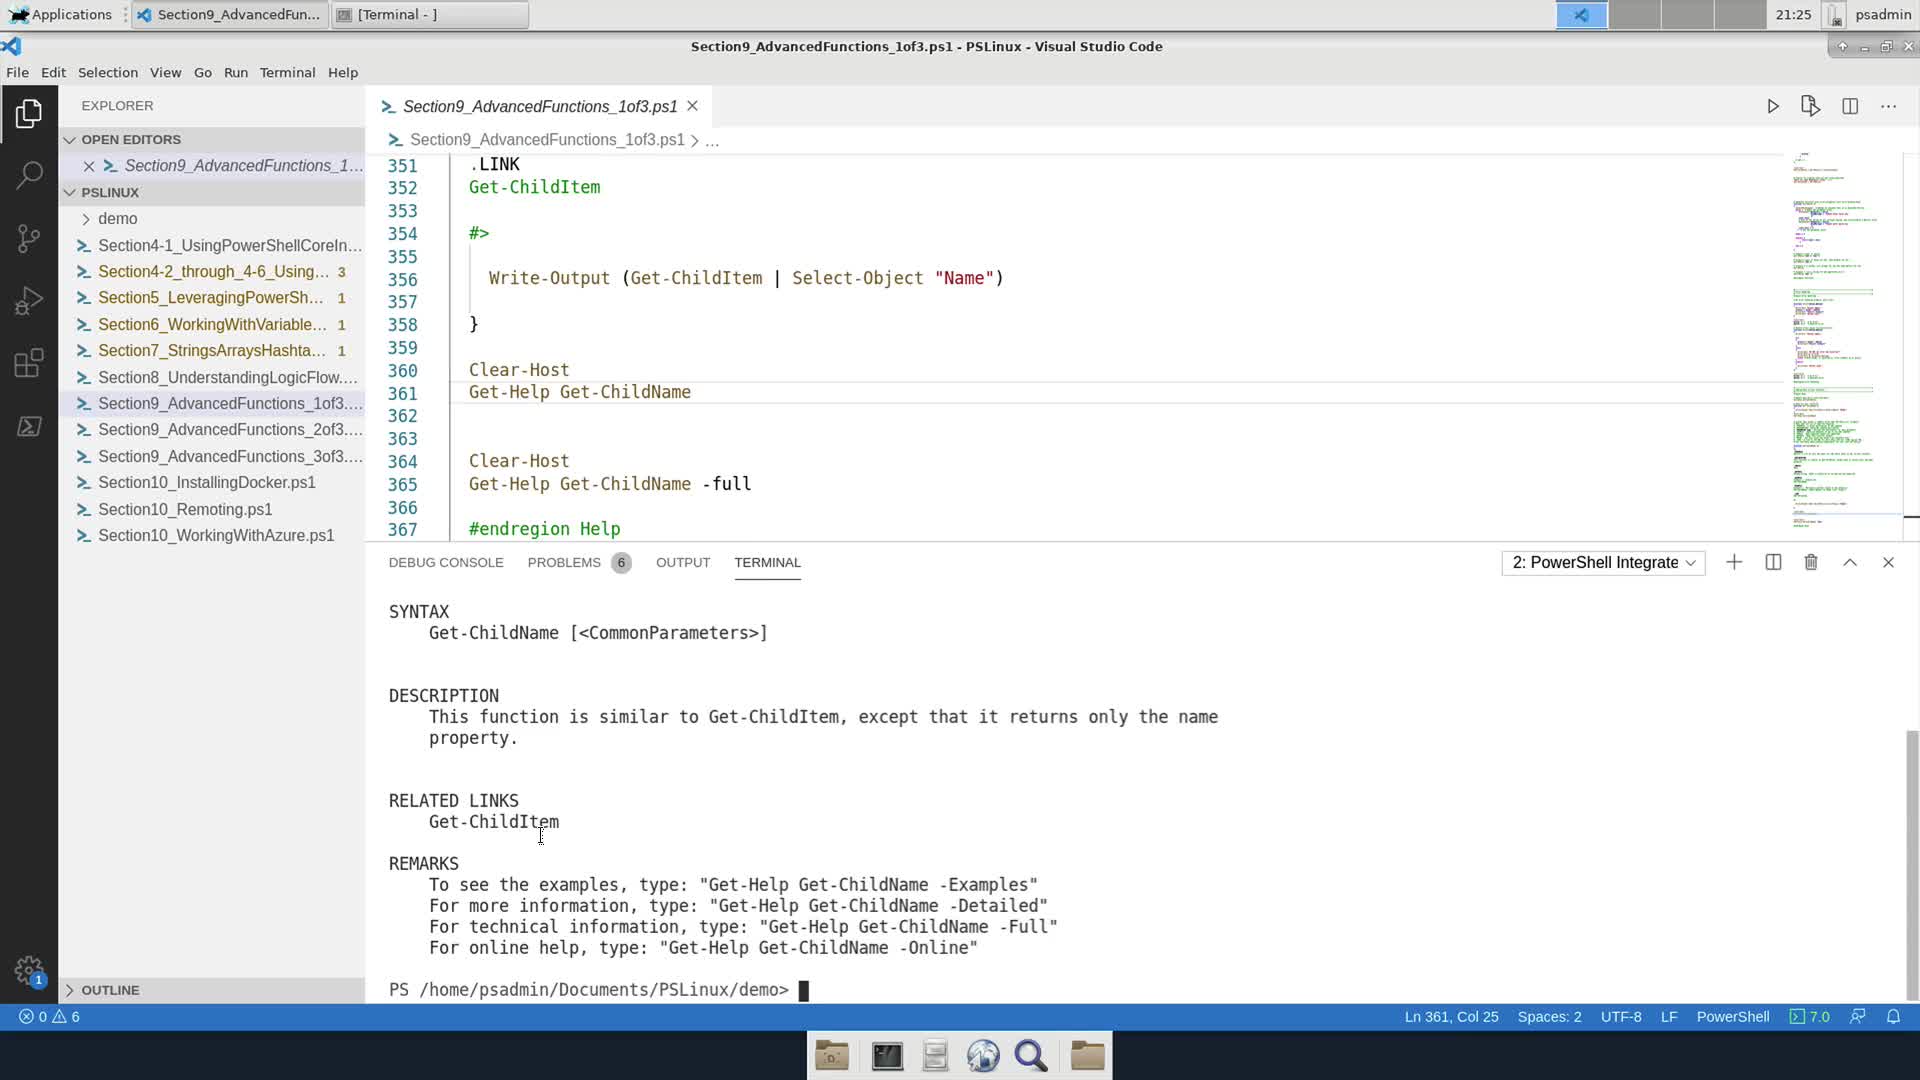 Applications
Section9_AdvancedFun...
[Terminal - ]
21:25
psadmin
Section9_AdvancedFunctions_1of3.ps1 - PSLinux - Visual Studio Code
File Edit Selection View Go Run Terminal Help
EXPLORER
OPEN EDITORS
Section9_AdvancedFunctions_1...
PSLINUX
demo
Section4-1_UsingPowerShellCoreIn...
Section4-2_through_4-6_Using... 3
Section5_LeveragingPowerSh... 1
Section6_WorkingWithVariable... 1
Section7_StringsArraysHashta... 1
Section8_UnderstandingLogicFlow....
Section9_AdvancedFunctions_1of3....
Section9_AdvancedFunctions_2of3....
Section9_AdvancedFunctions_3of3....
Section10_InstallingDocker.ps1
Section10_Remoting.ps1
Section10_WorkingWithAzure.ps1
OUTLINE
1
Section9_AdvancedFunctions_1of3.ps1
Section9_AdvancedFunctions_1of3.ps1 > ...
351 .LINK
352 Get-ChildItem
353
354 #>
355
356 Write-Output (Get-ChildItem | Select-Object "Name")
357
358 }
359
360 Clear-Host
361 Get-Help Get-ChildName
362
363
364 Clear-Host
365 Get-Help Get-ChildName -full
366
367 #endregion Help
DEBUG CONSOLE PROBLEMS 6 OUTPUT TERMINAL
2: PowerShell Integrate
SYNTAX
Get-ChildName [<CommonParameters>]
DESCRIPTION
This function is similar to Get-ChildItem, except that it returns only the name
property.
RELATED LINKS
Get-ChildItem
REMARKS
To see the examples, type: "Get-Help Get-ChildName -Examples"
For more information, type: "Get-Help Get-ChildName -Detailed"
For technical information, type: "Get-Help Get-ChildName -Full"
For online help, type: "Get-Help Get-ChildName -Online"
PS /home/psadmin/Documents/PSLinux/demo>
0 6
Ln 361, Col 25 Spaces: 2 UTF-8 LF PowerShell 7.0